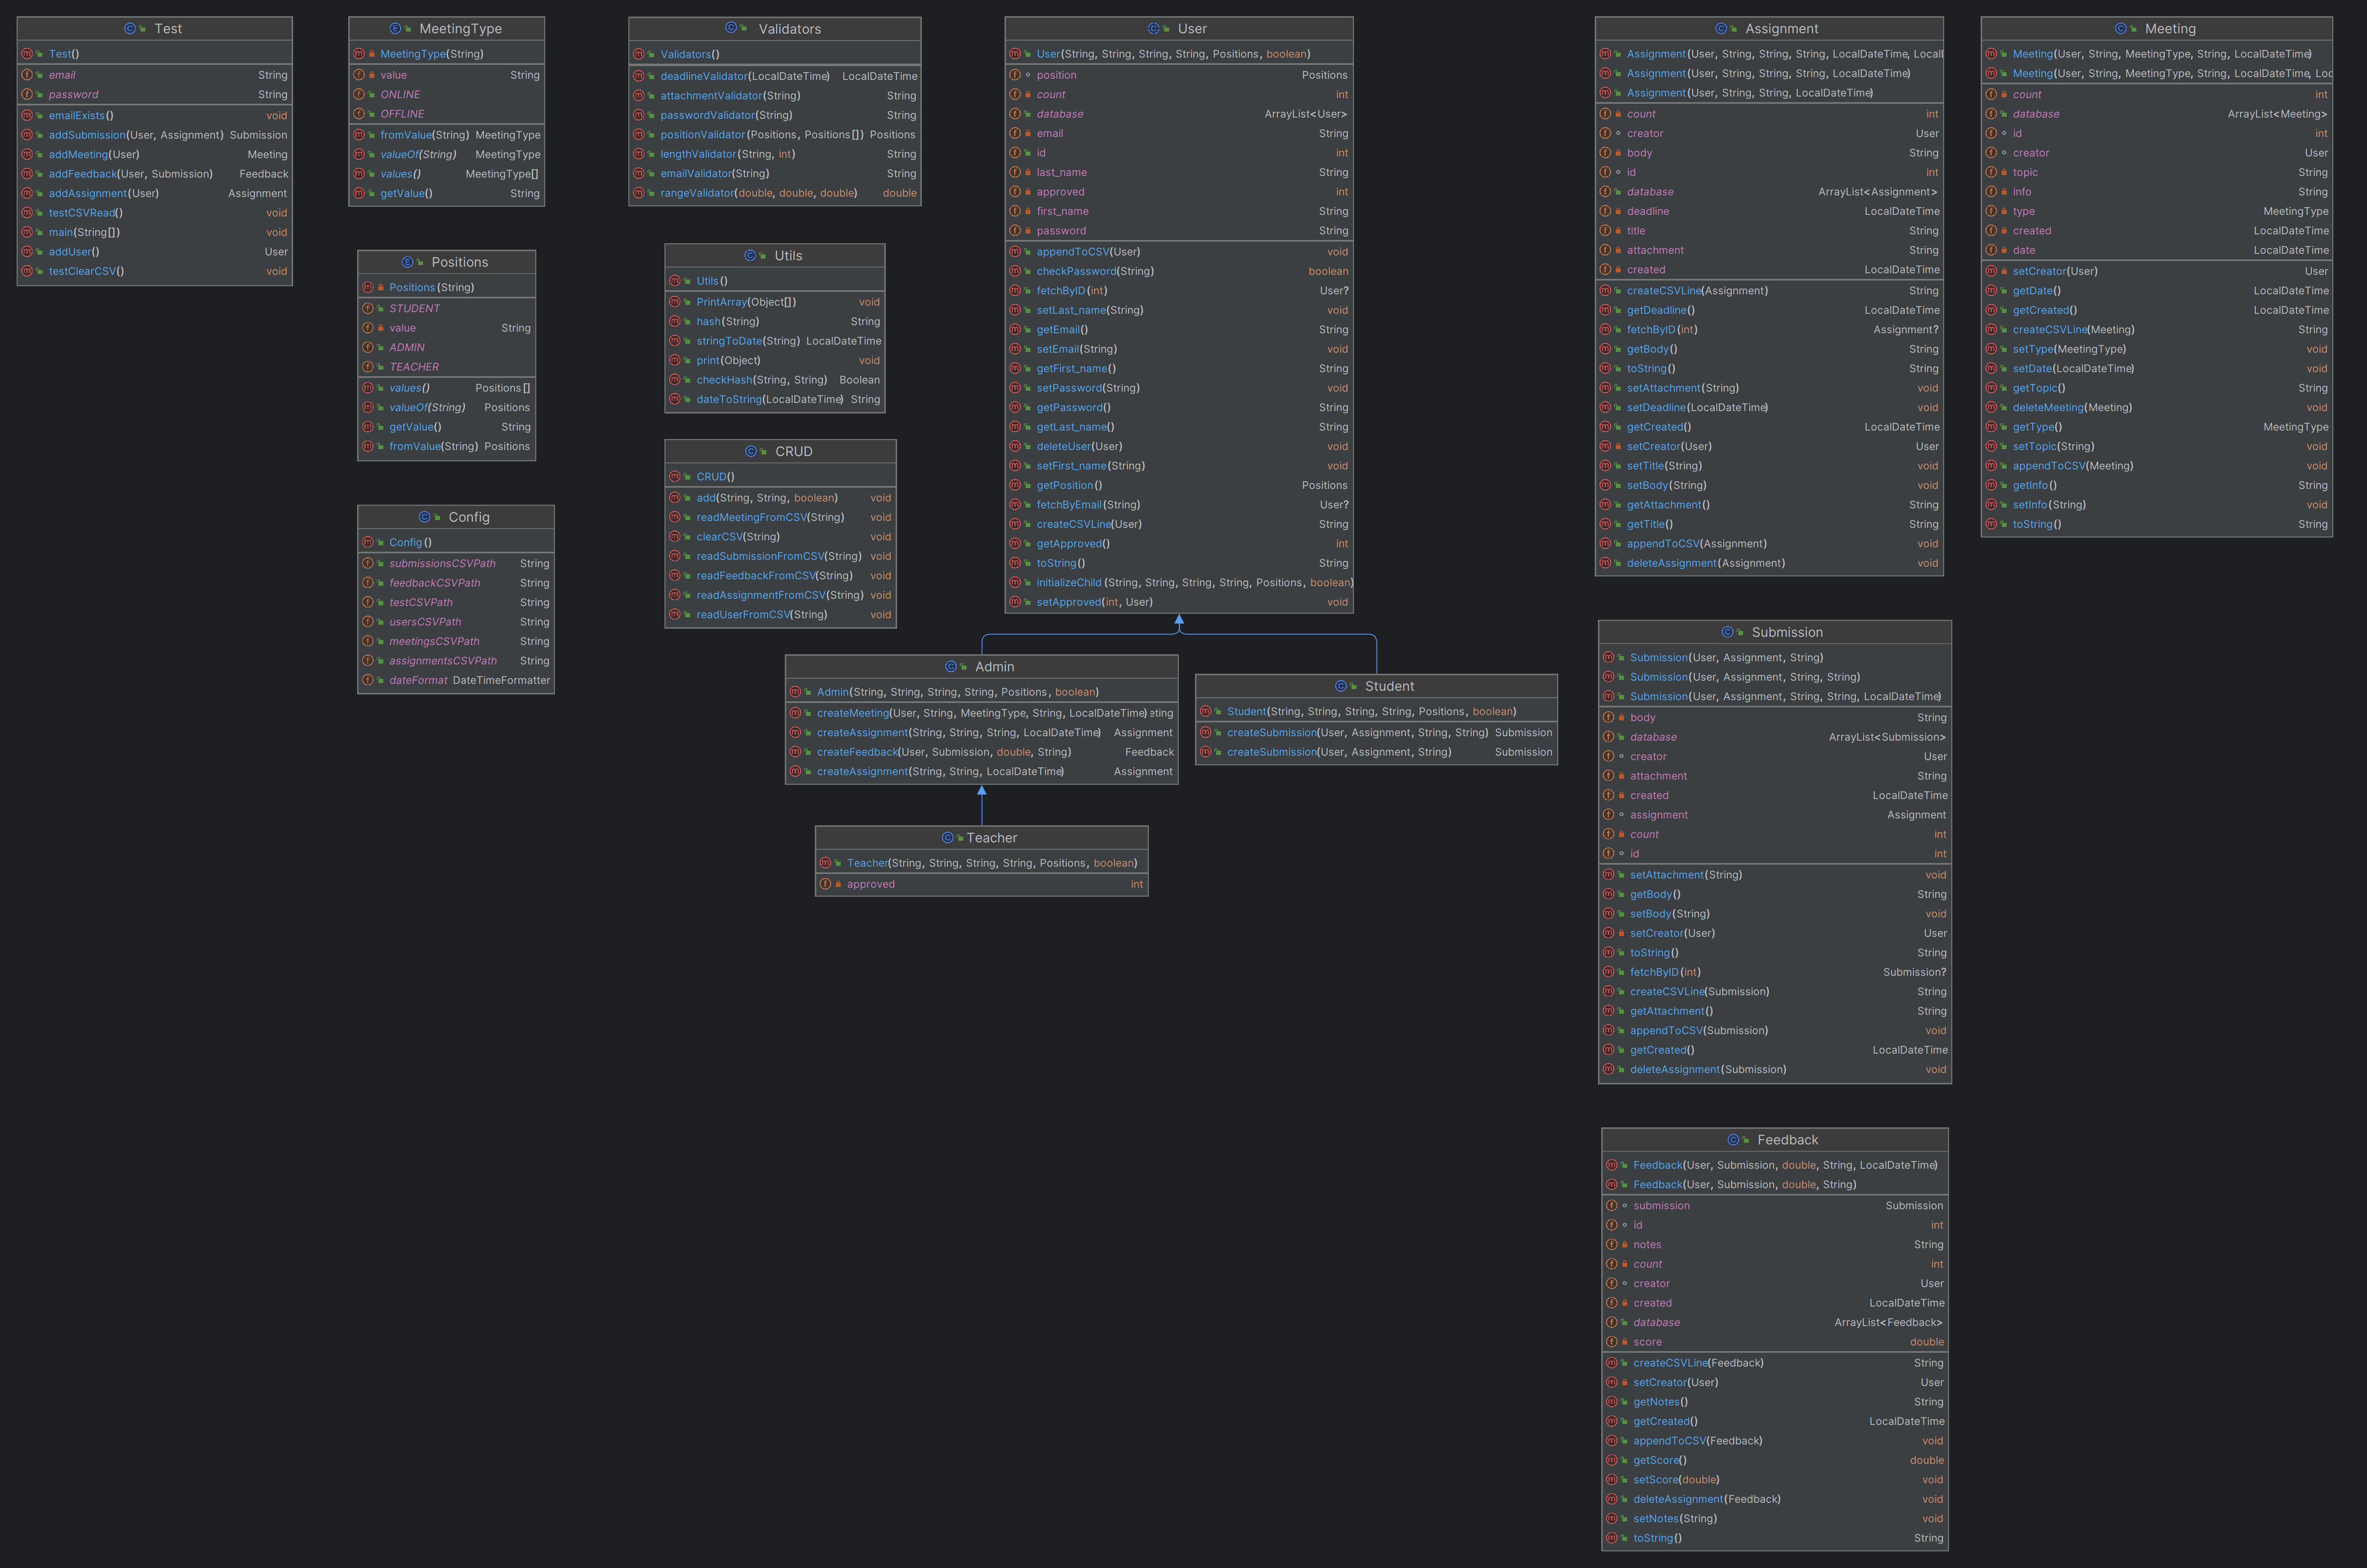 Test
Test()
email String
password String
emailExists() void
addSubmission(User, Assignment) Submission
addMeeting(User) Meeting
addFeedback(User, Submission) Feedback
addAssignment(User) Assignment
testCSVRead() void
main(String[]) void
addUser() User
testClearCSV() void
MeetingType
MeetingType(String)
value String
ONLINE
OFFLINE
fromValue(String) MeetingType
valueOf(String) MeetingType
values() MeetingType[]
getValue() String
Positions
Positions(String)
STUDENT
value String
ADMIN
TEACHER
values() Positions[]
valueOf(String) Positions
getValue() String
fromValue(String) Positions
Config
Config()
submissionsCSVPath String
feedbackCSVPath String
testCSVPath String
usersCSVPath String
meetingsCSVPath String
assignmentsCSVPath String
dateFormat DateTimeFormatter
Validators
Validators()
deadlineValidator(LocalDateTime) LocalDateTime
attachmentValidator(String) String
passwordValidator(String) String
positionValidator(Positions, Positions[]) Positions
lengthValidator(String, int) String
emailValidator(String) String
rangeValidator(double, double, double) double
Utils
Utils()
PrintArray(Object[]) void
hash(String) String
stringToDate(String) LocalDateTime
print(Object) void
checkHash(String, String) Boolean
dateToString(LocalDateTime) String
CRUD
CRUD()
add(String, String, boolean) void
readMeetingFromCSV(String) void
clearCSV(String) void
readSubmissionFromCSV(String) void
readFeedbackFromCSV(String) void
readAssignmentFromCSV(String) void
readUserFromCSV(String) void
User
User(String, String, String, String, Positions, boolean)
position Positions
count int
database ArrayList<User>
email String
id int
last_name String
approved int
first_name String
password String
appendToCSV(User) void
checkPassword(String) boolean
fetchByID(int) User?
setLast_name(String) void
getEmail() String
setEmail(String) void
getFirst_name() String
setPassword(String) void
getPassword() String
getLast_name() String
deleteUser(User) void
setFirst_name(String) void
getPosition() Positions
fetchByEmail(String) User?
createCSVLine(User) String
getApproved() int
toString() String
initializeChild(String, String, String, String, Positions, boolean)
setApproved(int, User) void
Admin
Admin(String, String, String, String, Positions, boolean)
createMeeting(User, String, MeetingType, String, LocalDateTime) eting
createAssignment(String, String, String, LocalDateTime) Assignment
createFeedback(User, Submission, double, String) Feedback
createAssignment(String, String, LocalDateTime) Assignment
Student
Student(String, String, String, String, Positions, boolean)
createSubmission(User, Assignment, String, String) Submission
createSubmission(User, Assignment, String) Submission
Teacher
Teacher(String, String, String, String, Positions, boolean)
approved int
Assignment
Assignment(User, String, String, String, LocalDateTime, Locall
Assignment(User, String, String, String, LocalDateTime)
Assignment(User, String, String, LocalDateTime)
count int
creator User
body String
id int
database ArrayList<Assignment>
deadline LocalDateTime
title String
attachment String
created LocalDateTime
createCSVLine(Assignment) String
getDeadline() LocalDateTime
fetchByID(int) Assignment?
getBody() String
toString() String
setAttachment(String) void
setDeadline(LocalDateTime) void
getCreated() LocalDateTime
setCreator(User) User
setTitle(String) void
setBody(String) void
getAttachment() String
getTitle() String
appendToCSV(Assignment) void
deleteAssignment(Assignment) void
Meeting
Meeting(User, String, MeetingType, String, LocalDateTime)
Meeting(User, String, MeetingType, String, LocalDateTime, Loc
count int
database ArrayList<Meeting>
id int
creator User
topic String
info String
type MeetingType
created LocalDateTime
date LocalDateTime
setCreator(User) User
getDate() LocalDateTime
getCreated() LocalDateTime
createCSVLine(Meeting) String
setType(MeetingType) void
setDate(LocalDateTime) void
getTopic() String
deleteMeeting(Meeting) void
getType() MeetingType
setTopic(String) void
appendToCSV(Meeting) void
getInfo() String
setInfo(String) void
toString() String
Submission
Submission(User, Assignment, String)
Submission(User, Assignment, String, String)
Submission(User, Assignment, String, String, LocalDateTime)
body String
database ArrayList<Submission>
creator User
attachment String
created LocalDateTime
assignment Assignment
count int
id int
setAttachment(String) void
getBody() String
setBody(String) void
setCreator(User) User
toString() String
fetchByID(int) Submission?
createCSVLine(Submission) String
getAttachment() String
appendToCSV(Submission) void
getCreated() LocalDateTime
deleteAssignment(Submission) void
Feedback
Feedback(User, Submission, double, String, LocalDateTime)
Feedback(User, Submission, double, String)
submission Submission
id int
notes String
count int
creator User
created LocalDateTime
database ArrayList<Feedback>
score double
createCSVLine(Feedback) String
setCreator(User) User
getNotes() String
getCreated() LocalDateTime
appendToCSV(Feedback) void
getScore() double
setScore(double) void
deleteAssignment(Feedback) void
setNotes(String) void
toString() String